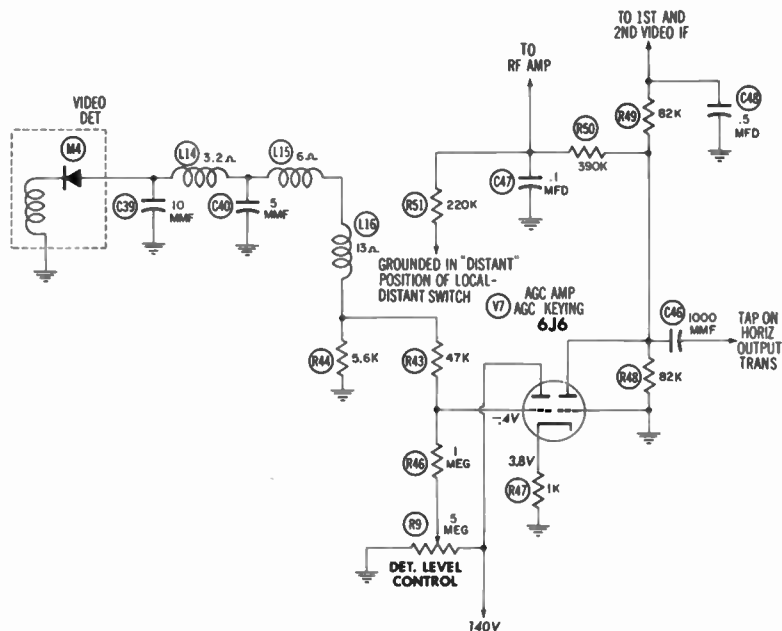 TO 1ST AND
2ND VIDEO IF
TO
RF AMP
C48
.5
MFD
R49
82K
R50
390K
VIDEO
DET
M4
L14
3.2Ω
L15
6Ω
C39
10
MMF
C40
5
MMF
L16
13Ω
R51
220K
C47
.1
MFD
GROUNDED IN "DISTANT"
POSITION OF LOCAL-
DISTANT SWITCH
V7
AGC AMP
AGC KEYING
6J6
C46
1000
MMF
TAP ON
HORIZ
OUTPUT
TRANS
R44
5.6K
R43
47K
R48
82K
-.4V
R46
1
MEG
3.8V
R47
1K
R9
5
MEG
DET. LEVEL
CONTROL
140V